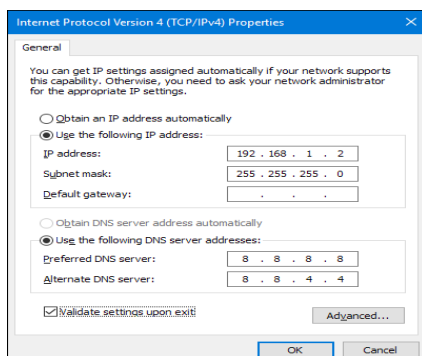 Internet Protocol Version 4 (TCP/IPv4) Properties
General
You can get IP settings assigned automatically if your network supports
this capability. Otherwise, you need to ask your network administrator
for the appropriate IP settings.
Obtain an IP address automatically
Use the following IP address:
IP address: 192 . 168 . 1 . 2
Subnet mask: 255 . 255 . 255 . 0
Default gateway: . . .
Obtain DNS server address automatically
Use the following DNS server addresses:
Preferred DNS server: 8 . 8 . 8 . 8
Alternate DNS server: 8 . 8 . 4 . 4
Validate settings upon exit
Advanced...
OK Cancel